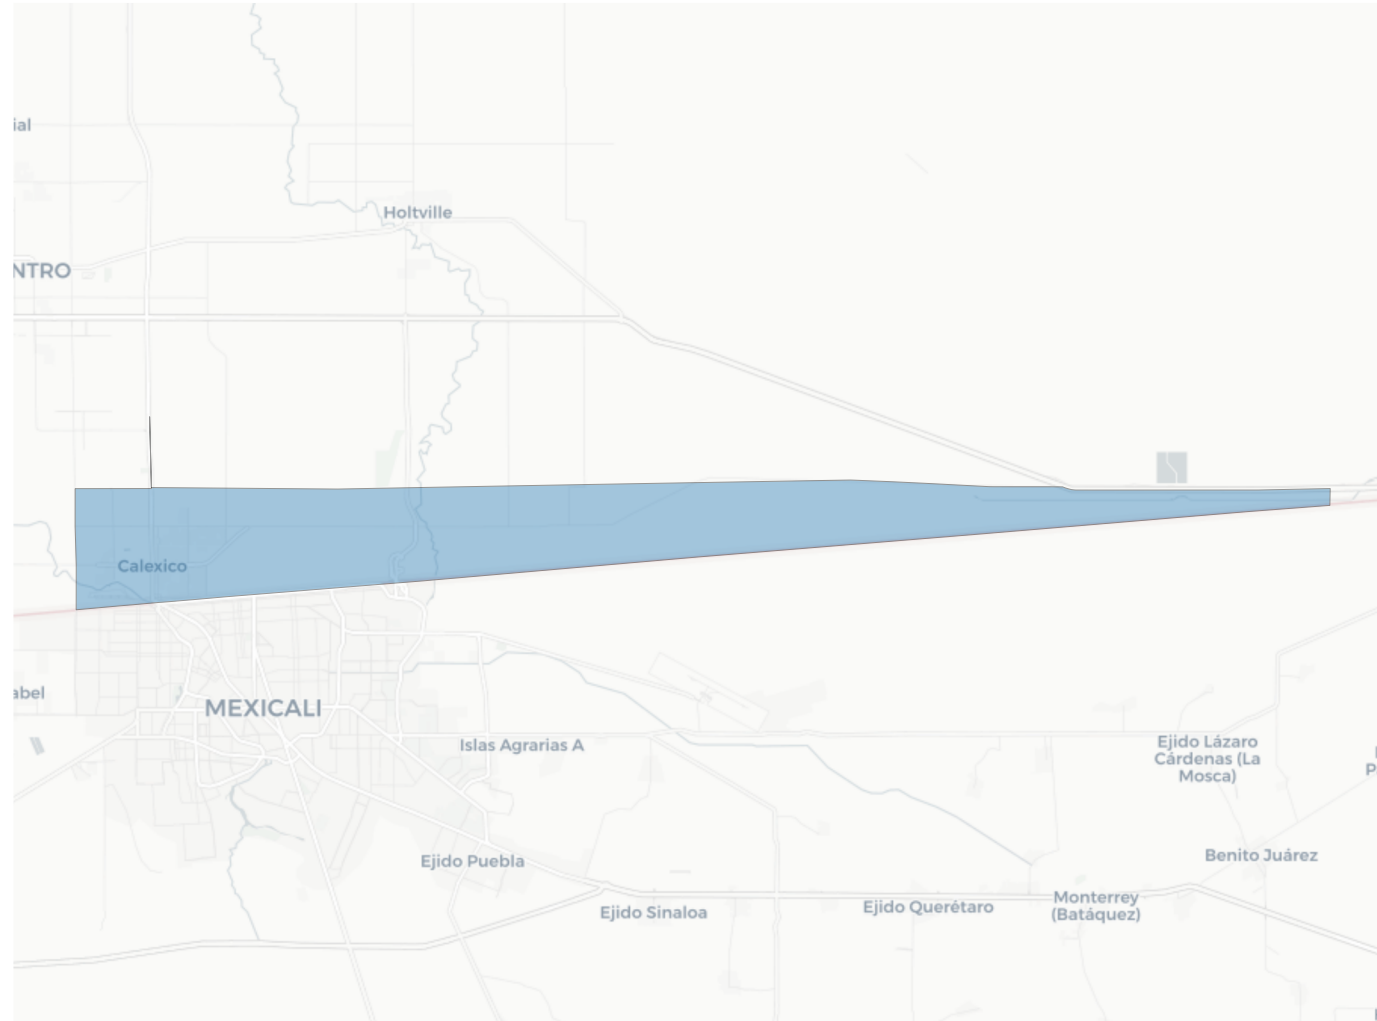 ial
Holtville
NTRO
Calexico
abel
MEXICALI
Islas Agrarias A
Ejido Lázaro
Cárdenas (La
Mosca)
P
Benito Juárez
Ejido Puebla
Monterrey
(Batáquez)
Ejido Querétaro
Ejido Sinaloa